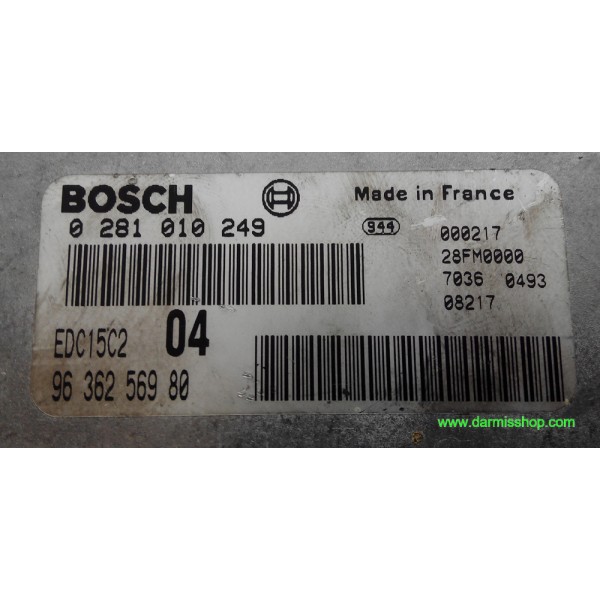 BOSCH
Made in France
0 281 010 249
944
000217
28FM0000
7036 0493
08217
EDC15C2 04
96 362 569 80
www.darmisshop.com